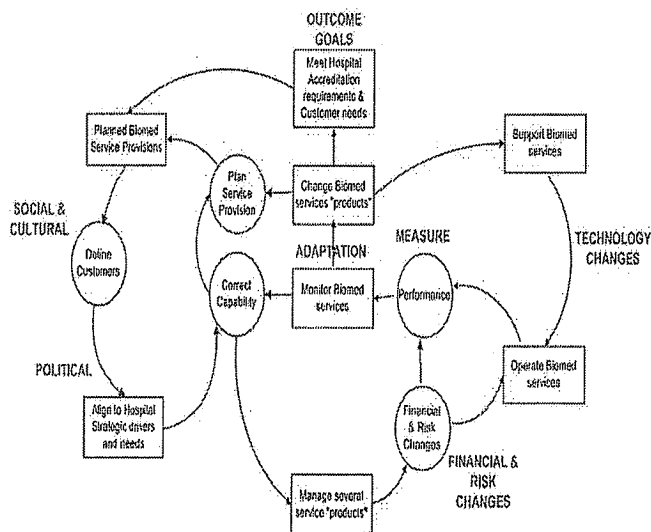 OUTCOME
GOALS
Meet Hospital
Accreditation
requirements &
Customer needs
Planned Biomed
Service Provisions
Support Biomed
services
Plan
Service
Provision
Change Biomed
services "products"
SOCIAL &
CULTURAL
Define
Customers
ADAPTATION
MEASURE
TECHNOLOGY
CHANGES
Correct
Capability
Monitor Biomed
services
Performance
POLITICAL
Operate Biomed
services
Align to Hospital
Strategic drivers
and needs
Financial
& Risk
Changes
FINANCIAL &
RISK
CHANGES
Manage several
service "products"